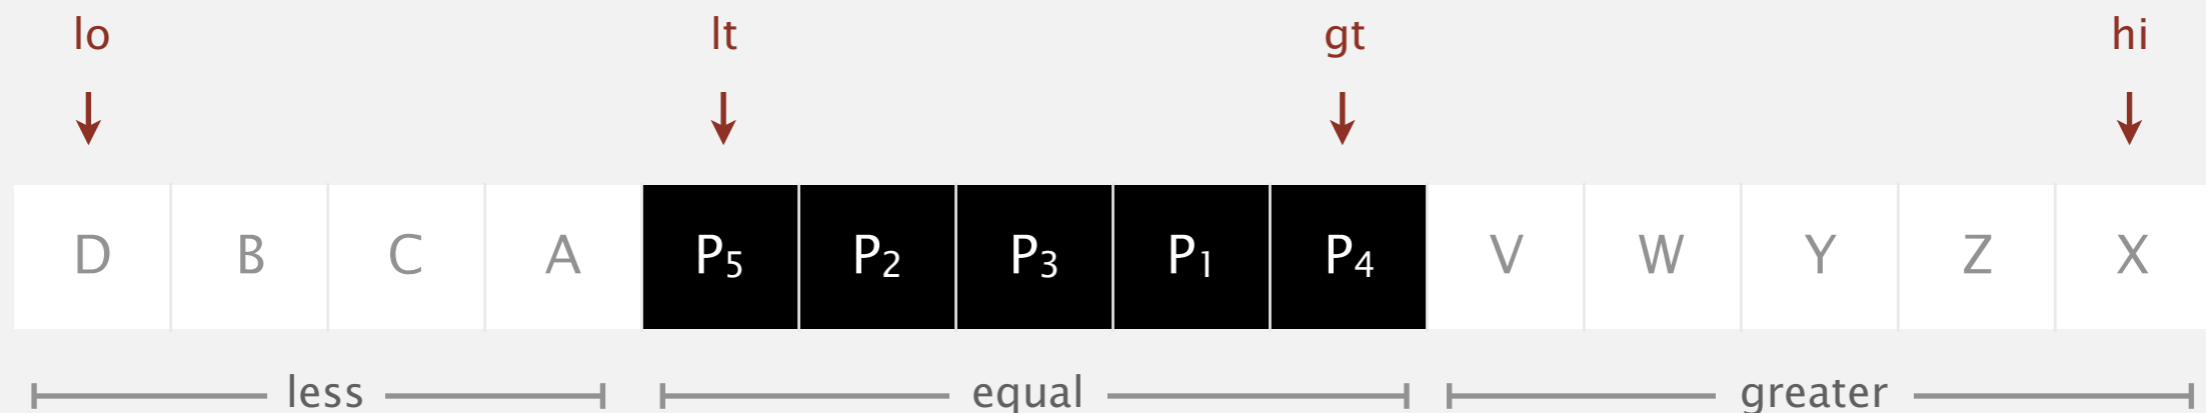 lo lt gt hi
D B C A P₅ P₂ P₃ P₁ P₄ V W Y Z X
less equal greater